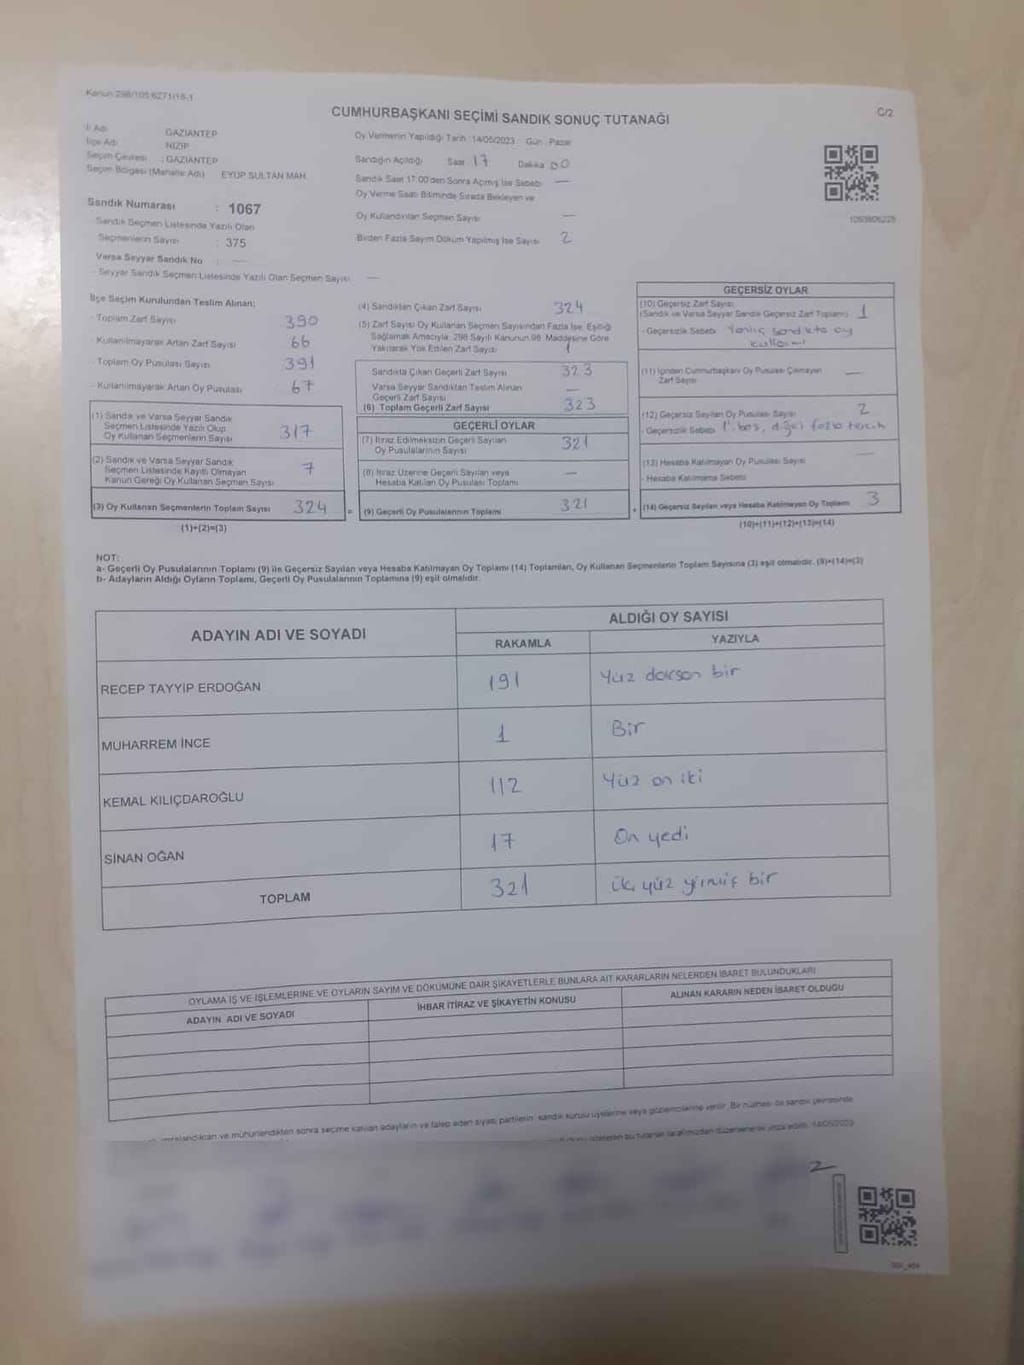 Kanun 298/105 6271/16-1
CUMHURBAŞKANI SEÇİMİ SANDIK SONUÇ TUTANAĞI
C/2
İl Adı GAZİANTEP
İlçe Adı NİZİP
Seçim Çevresi : GAZİANTEP
Seçim Bölgesi (Mahalle Adı) EYÜP SULTAN MAH.
Sandık Numarası : 1067
Sandık Seçmen Listesinde Yazılı Olan
Seçmenlerin Sayısı : 375
Varsa Seyyar Sandık No : —
- Seyyar Sandık Seçmen Listesinde Yazılı Olan Seçmen Sayısı —
Oy Vermenin Yapıldığı Tarih : 14/05/2023 Gün : Pazar
Sandığın Açıldığı Saat 17 Dakika 00
Sandık Saat 17:00'den Sonra Açılmış İse Sebebi —
Oy Verme Saati Bitiminde Sırada Bekleyen ve
Oy Kullandırılan Seçmen Sayısı —
Birden Fazla Sayım Döküm Yapılmış İse Sayısı 2
İlçe Seçim Kurulundan Teslim Alınan;
- Toplam Zarf Sayısı 390
- Kullanılmayarak Artan Zarf Sayısı 66
- Toplam Oy Pusulası Sayısı 391
- Kullanılmayarak Artan Oy Pusulası 67
(1) Sandık ve Varsa Seyyar Sandık
Seçmen Listesinde Yazılı Olup
Oy Kullanan Seçmenlerin Sayısı 317
(2) Sandık ve Varsa Seyyar Sandık
Seçmen Listesinde Kayıtlı Olmayan
Kanun Gereği Oy Kullanan Seçmen Sayısı 7
(3) Oy Kullanan Seçmenlerin Toplam Sayısı 324
(1)+(2)=(3)
(4) Sandıktan Çıkan Zarf Sayısı 324
(5) Zarf Sayısı Oy Kullanan Seçmen Sayısından Fazla İse, Eşitliği
Sağlamak Amacıyla; 298 Sayılı Kanunun 98. Maddesine Göre
Yakılarak Yok Edilen Zarf Sayısı 1
Sandıkta Çıkan Geçerli Zarf Sayısı 323
Varsa Seyyar Sandıktan Teslim Alınan
Geçerli Zarf Sayısı —
(6) Toplam Geçerli Zarf Sayısı 323
GEÇERLİ OYLAR
(7) İtiraz Edilmeksizin Geçerli Sayılan
Oy Pusulalarının Sayısı 321
(8) İtiraz Üzerine Geçerli Sayılan veya
Hesaba Katılan Oy Pusulası Toplamı —
= (9) Geçerli Oy Pusulalarının Toplamı 321
GEÇERSİZ OYLAR
(10) Geçersiz Zarf Sayısı
(Sandık ve Varsa Seyyar Sandık Geçersiz Zarf Toplamı) 1
- Geçersizlik Sebebi Yanlış sandıkta oy
kullanımı
(11) İçinden Cumhurbaşkanı Oy Pusulası Çıkmayan
Zarf Sayısı —
(12) Geçersiz Sayılan Oy Pusulası Sayısı 2
- Geçersizlik Sebebi 1'i boş, diğeri fazla tercih
(13) Hesaba Katılmayan Oy Pusulası Sayısı —
- Hesaba Katılmama Sebebi
+ (14) Geçersiz Sayılan veya Hesaba Katılmayan Oy Toplamı 3
(10)+(11)+(12)+(13)=(14)
NOT:
a- Geçerli Oy Pusulalarının Toplamı (9) ile Geçersiz Sayılan veya Hesaba Katılmayan Oy Toplamı (14) Toplamları, Oy Kullanan Seçmenlerin Toplam Sayısına (3) eşit olmalıdır. (9)+(14)=(3)
b- Adayların Aldığı Oyların Toplamı, Geçerli Oy Pusulalarının Toplamına (9) eşit olmalıdır.
ADAYIN ADI VE SOYADI ALDIĞI OY SAYISI
RAKAMLA YAZIYLA
RECEP TAYYİP ERDOĞAN 191 Yüz doksan bir
MUHARREM İNCE 1 Bir
KEMAL KILIÇDAROĞLU 112 Yüz on iki
SİNAN OĞAN 17 On yedi
TOPLAM 321 yüz bir
OYLAMA İŞ VE İŞLEMLERİNE VE OYLARIN SAYIM VE DÖKÜMÜNE DAİR ŞİKAYETLERLE BUNLARA AİT KARARLARIN NELERDEN İBARET BULUNDUKLARI
ADAYIN ADI VE SOYADI İHBAR İTİRAZ VE ŞİKAYETİN KONUSU ALINAN KARARIN NEDEN İBARET OLDUĞU
ve mühürlendikten sonra seçime katılan adayların ve talep eden siyasi partilerin sandık kurulu üyelerine veya gözlemcilerine verilir. Bir nüshası da sandık çevresinde
bu tutanak tarafımızdan düzenlenerek imza edildi. 14/05/2023
2